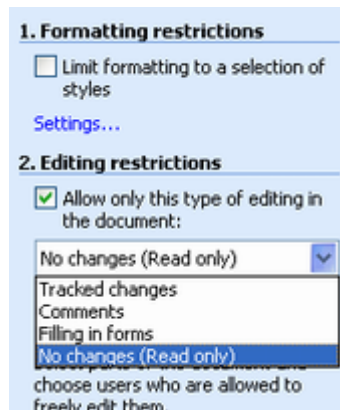 1. Formatting restrictions
Limit formatting to a selection of
styles
Settings...
2. Editing restrictions
Allow only this type of editing in
the document:
No changes (Read only)
Tracked changes
Comments
Filling in forms
No changes (Read only)
choose users who are allowed to
freely edit them.